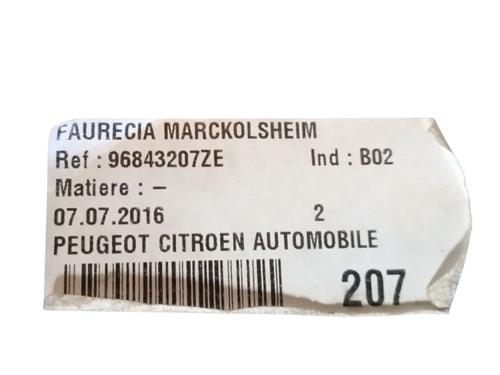 FAURECIA MARCKOLSHEIM
Ref : 96843207ZE Ind : B02
Matiere : –
07.07.2016 2
PEUGEOT CITROEN AUTOMOBILE
207